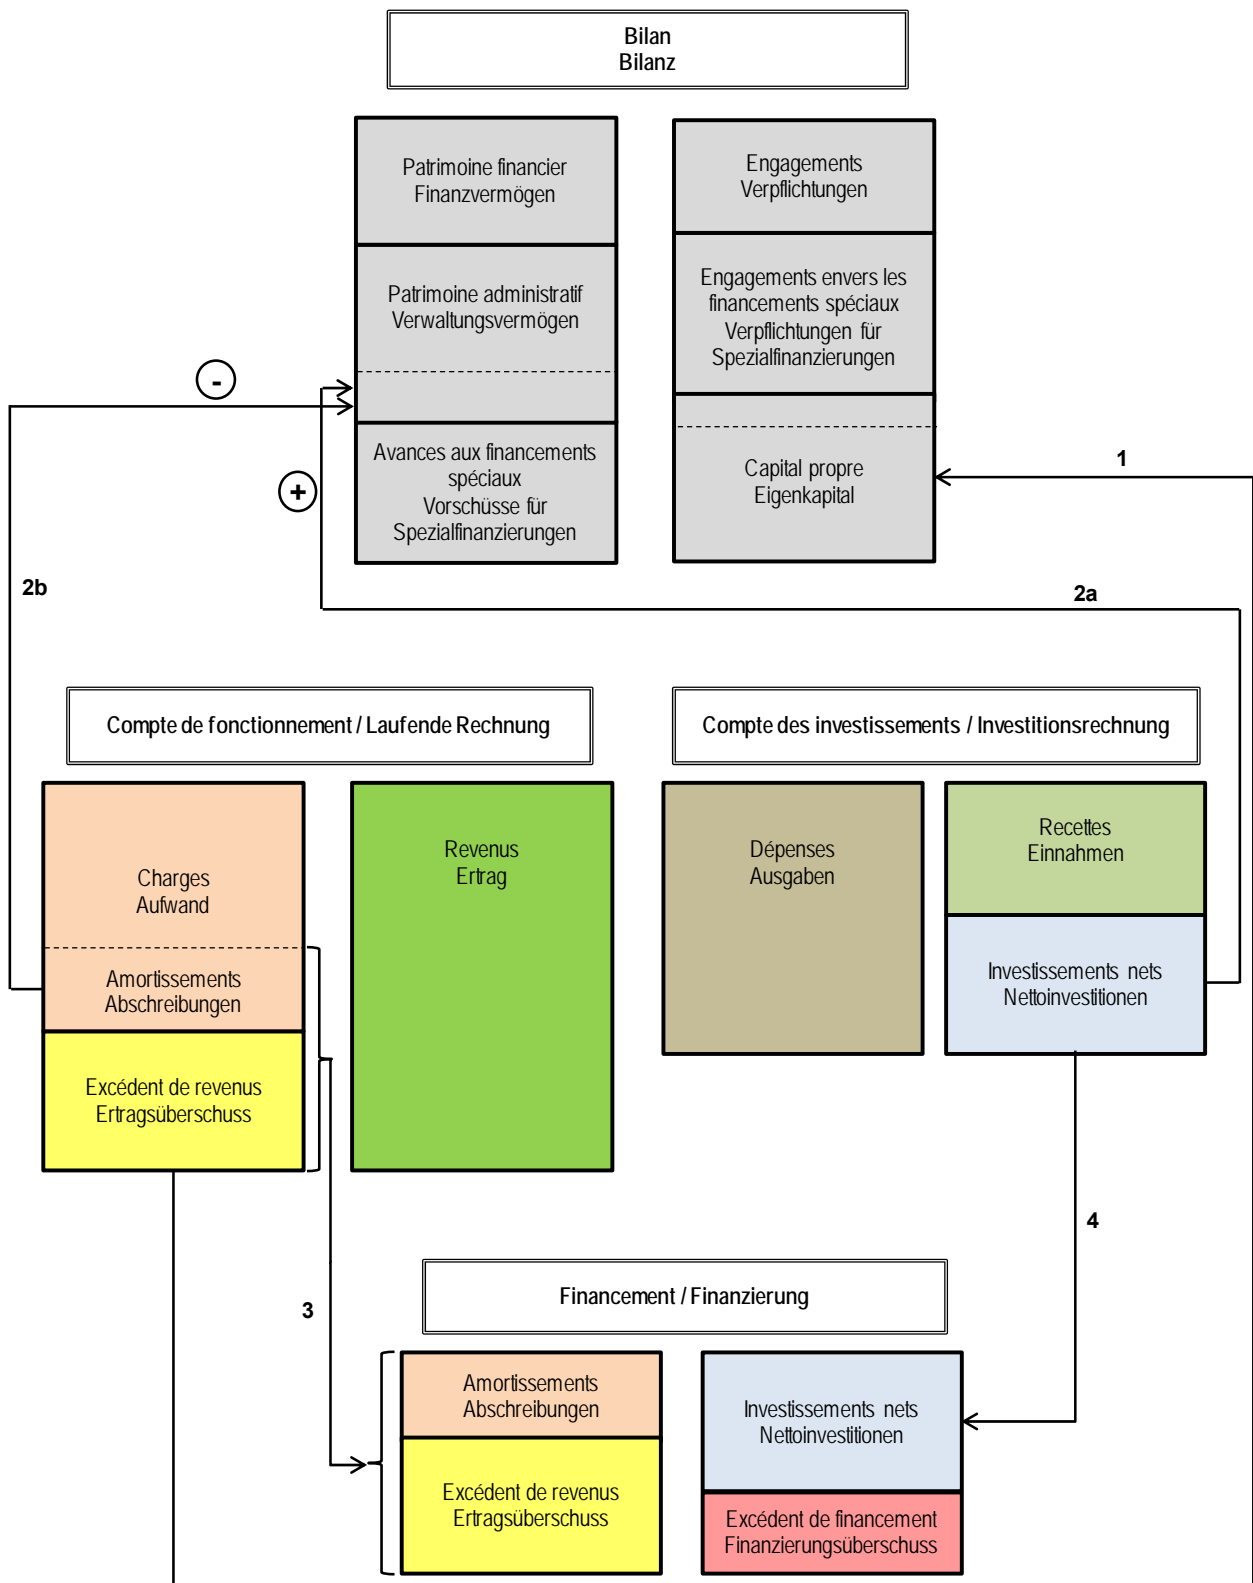 Bilan
Bilanz
Patrimoine financier
Finanzvermögen
Engagements
Verpflichtungen
Patrimoine administratif
Verwaltungsvermögen
Engagements envers les
financements spéciaux
Verpflichtungen für
Spezialfinanzierungen
-
+
Avances aux financements
spéciaux
Vorschüsse für
Spezialfinanzierungen
Capital propre
Eigenkapital
1
2b
2a
Compte de fonctionnement / Laufende Rechnung
Compte des investissements / Investitionsrechnung
Charges
Aufwand
Amortissements
Abschreibungen
Excédent de revenus
Ertragsüberschuss
Revenus
Ertrag
Dépenses
Ausgaben
Recettes
Einnahmen
Investissements nets
Nettoinvestitionen
4
3
Financement / Finanzierung
Amortissements
Abschreibungen
Excédent de revenus
Ertragsüberschuss
Investissements nets
Nettoinvestitionen
Excédent de financement
Finanzierungsüberschuss